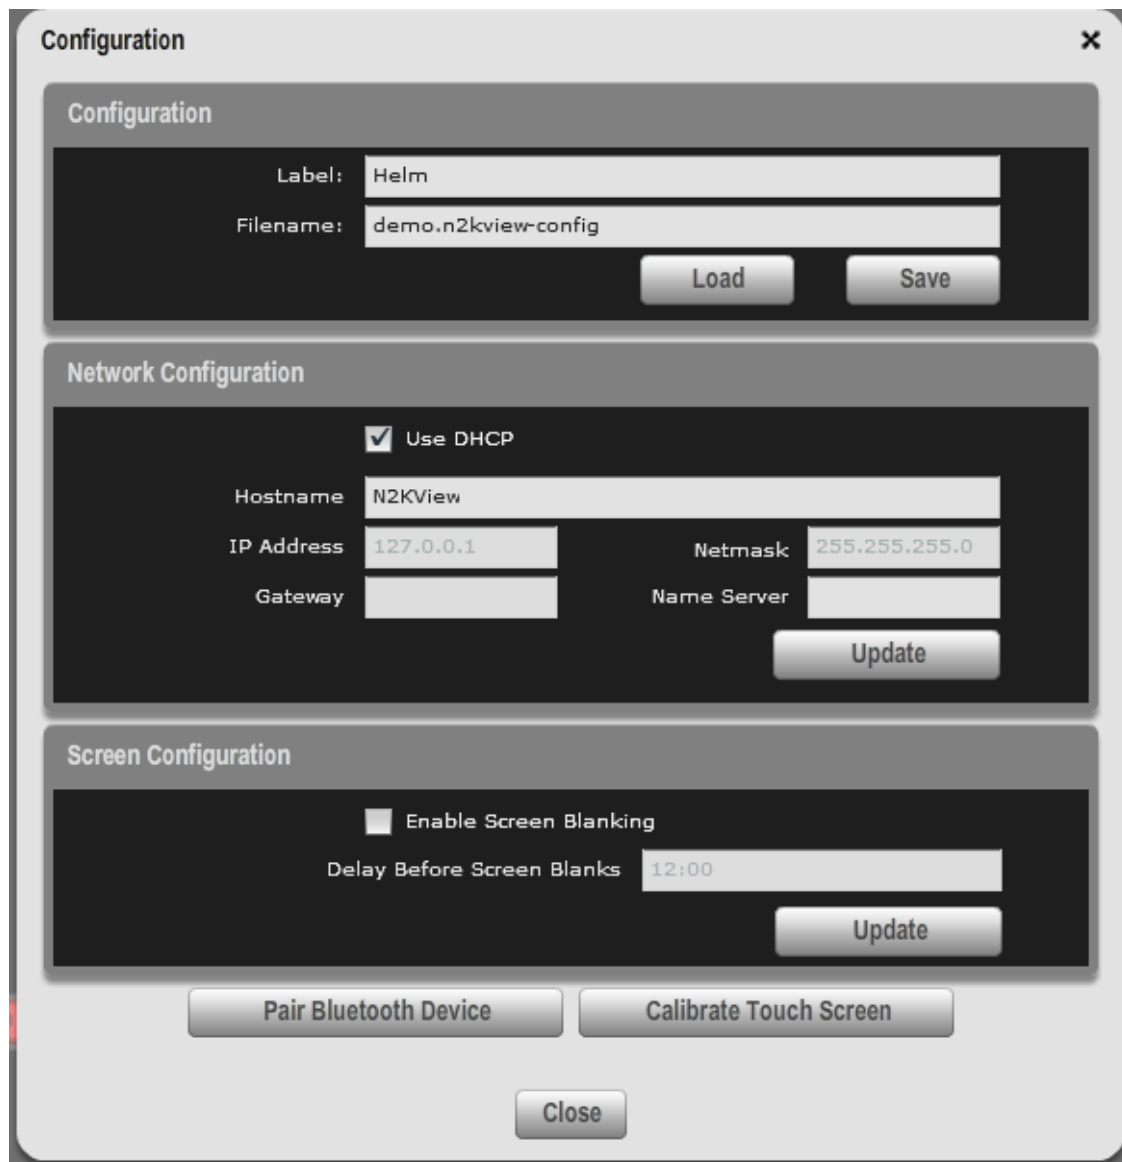 Configuration
Configuration
Label: Helm
Filename: demo.n2kview-config
Load Save
Network Configuration
Use DHCP
Hostname N2KView
IP Address 127.0.0.1 Netmask 255.255.255.0
Gateway Name Server
Update
Screen Configuration
Enable Screen Blanking
Delay Before Screen Blanks 12:00
Update
Pair Bluetooth Device Calibrate Touch Screen
Close